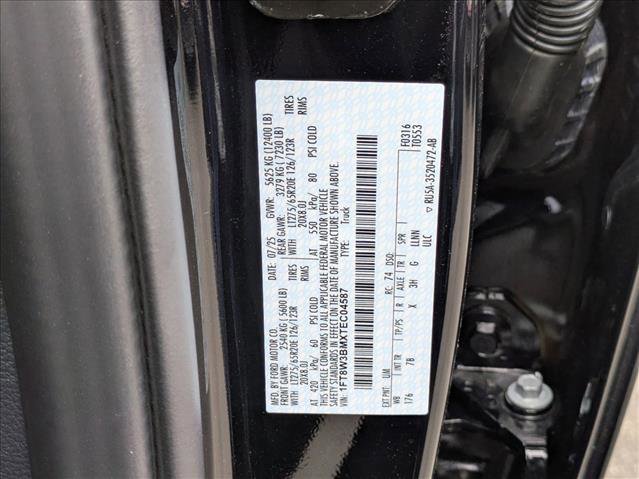 MFD. BY FORD MOTOR CO.
DATE: 07/25 GVWR: 5625 KG (12400 LB)
FRONT GAWR: 2540 KG (5600 LB) REAR GAWR: 3279 KG (7230 LB)
WITH LT275/65R20E 126/123R TIRES WITH LT275/65R20E 126/123R TIRES
20X8.0J RIMS 20X8.0J RIMS
AT 420 kPa/ 60 PSI COLD AT 550 kPa/ 80 PSI COLD
THIS VEHICLE CONFORMS TO ALL APPLICABLE FEDERAL MOTOR VEHICLE
SAFETY STANDARDS IN EFFECT ON THE DATE OF MANUFACTURE SHOWN ABOVE.
VIN: 1FT8W3BMXTEC04587 TYPE: Truck
F0316
T0553
EXT PNT: UM RC: 74 DSO:
WB INT TR TP/PS R AXLE TR SPR
176 7B X 3H G LLNN
ULC
▽ RU5A-3520472-AB